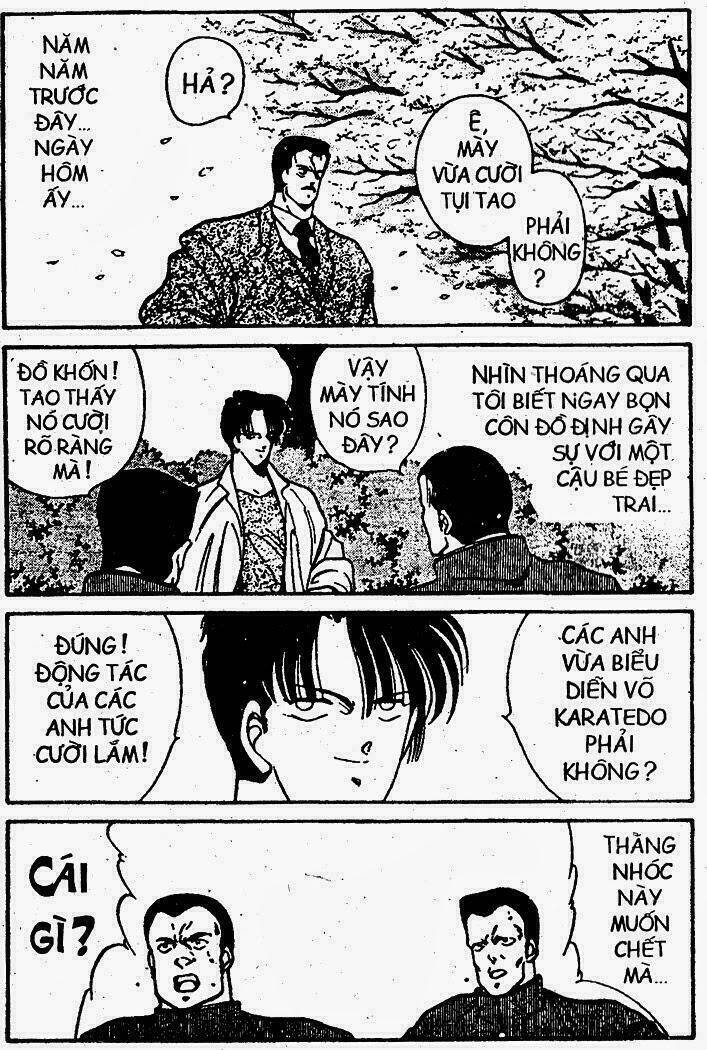 NĂM
NĂM
TRƯỚC
ĐÂY...
NGÀY
HÔM
ẤY...
HẢ?
Ê,
MÀY
VỪA CƯỜI
TỤI TAO
PHẢI
KHÔNG
?
ĐỒ KHỐN!
TAO THẤY
NÓ CƯỜI
RÕ RÀNG
MÀ!
VẬY
MÀY TÍNH
NÓ SAO
ĐÂY?
NHÌN THOÁNG QUA
TÔI BIẾT NGAY BỌN
CÔN ĐỒ ĐỊNH GÂY
SỰ VỚI MỘT
CẬU BÉ ĐẸP
TRAI...
ĐÚNG!
ĐỘNG TÁC
CỦA CÁC
ANH TỨC
CƯỜI LẮM!
CÁC ANH
VỪA BIỂU
DIỄN VÕ
KARATEDO
PHẢI
KHÔNG?
CÁI
GÌ?
THẰNG
NHÓC
NÀY
MUỐN
CHẾT
MÀ...